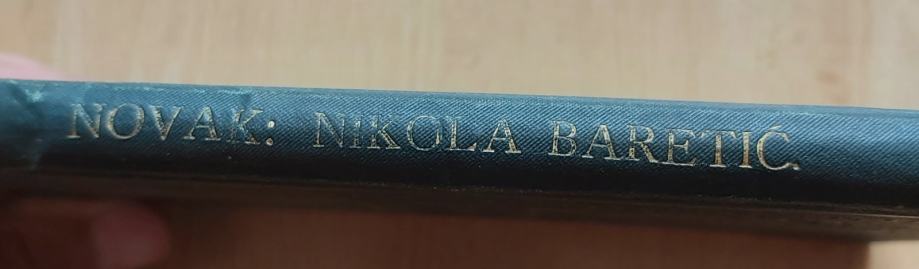 NOVAK: NIKOLA BARETIĆ.